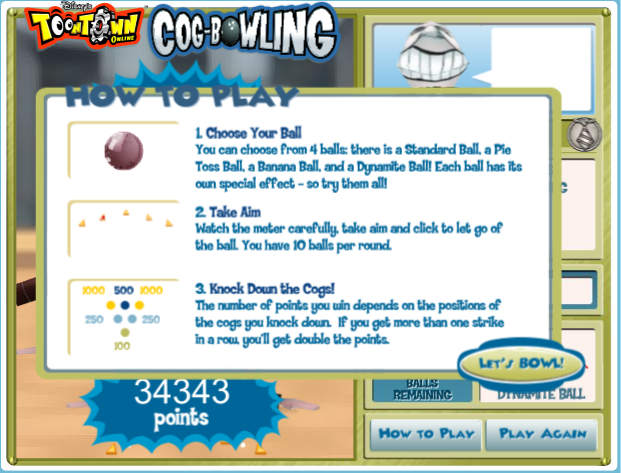 Disney's
TOONTOWN
ONLINE
COG-BOWLING
HOW TO PLAY
1. Choose Your Ball
You can choose from 4 balls: there is a Standard Ball, a Pie
Toss Ball, a Banana Ball, and a Dynamite Ball! Each ball has its
own special effect - so try them all!
2. Take Aim
Watch the meter carefully, take aim and click to let go of
the ball. You have 10 balls per round.
1000 500 1000
250 250
100
3. Knock Down the Cogs!
The number of points you win depends on the positions of
the cogs you knock down. If you get more than one strike
in a row, you'll get double the points.
LET'S BOWL!
34343
points
BALLS
REMAINING
DYNAMITE BALL
HOW TO PLAY
PLAY AGAIN